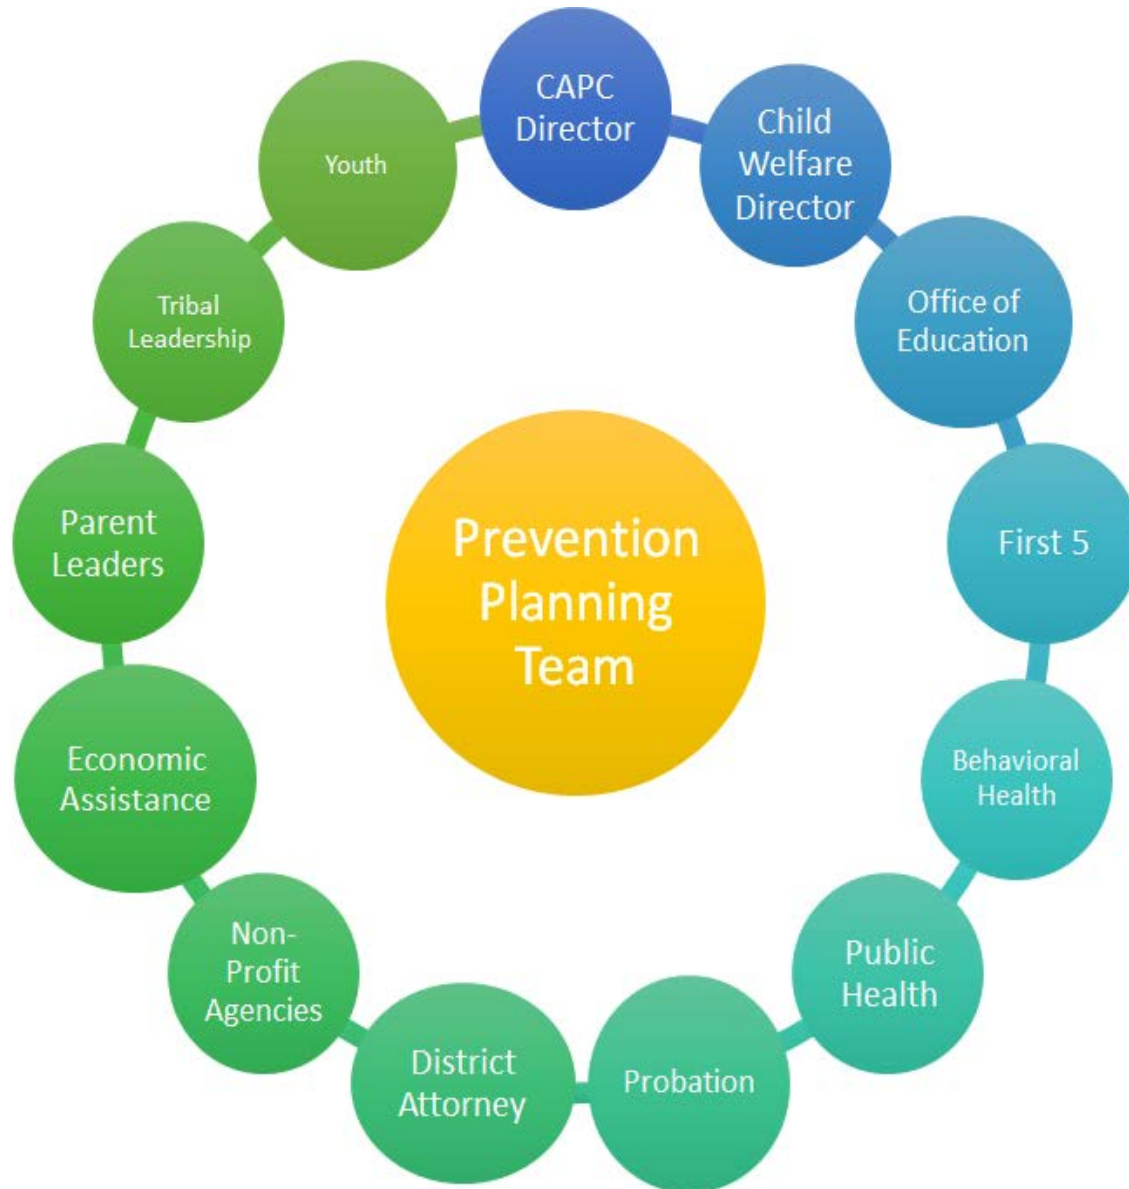 CAPC
Director
Child
Welfare
Director
Office of
Education
First 5
Behavioral
Health
Public
Health
Probation
District
Attorney
Non-
Profit
Agencies
Economic
Assistance
Parent
Leaders
Tribal
Leadership
Youth
Prevention
Planning
Team